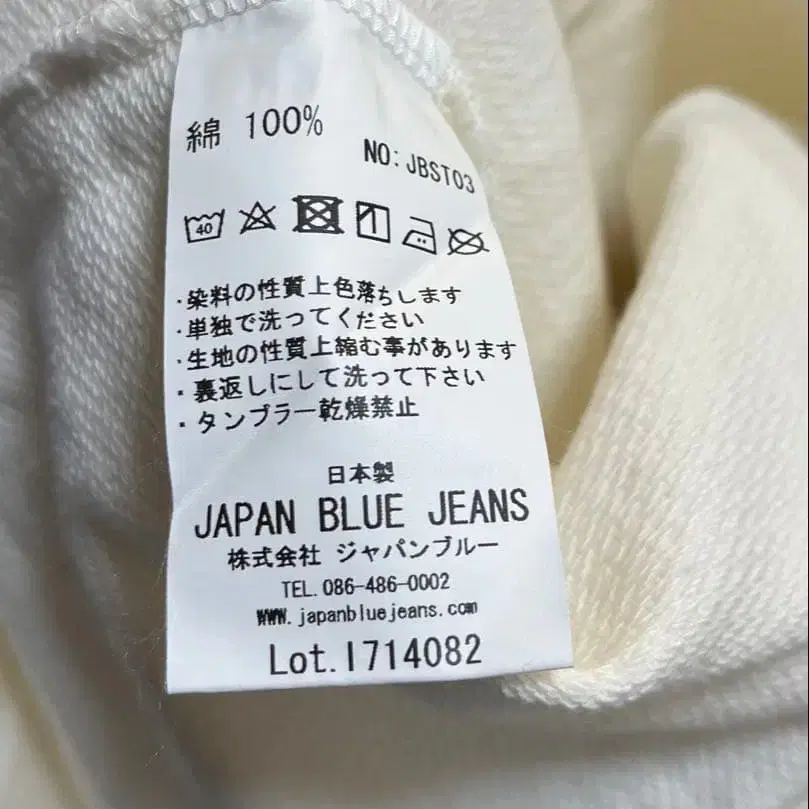 綿 100%
NO: JBST03
40
・染料の性質上色落ちします
・単独で洗ってください
・生地の性質上縮む事があります
・裏返しにして洗って下さい
・タンブラー乾燥禁止
日本製
JAPAN BLUE JEANS
株式会社 ジャパンブルー
TEL. 086-486-0002
WWW.japanbluejeans.com
Lot.I714082